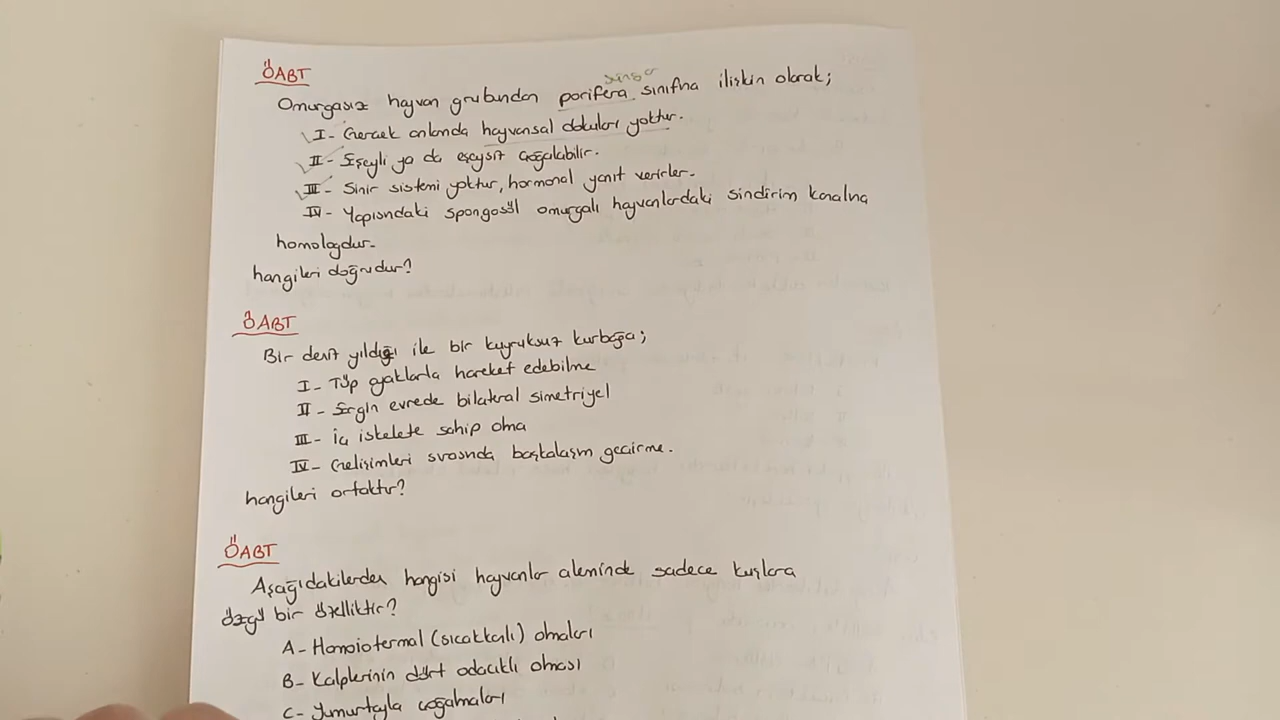 ÖABT
sünger
Omurgasız hayvan grubundan porifera sınıfına ilişkin olarak;
I- Gerçek anlamda hayvansal dokuları yoktur.
II- Eşeyli ya da eşeysiz çoğalabilir.
III- Sinir sistemi yoktur, hormonal yanıt verirler.
IV- Yapısındaki spongosöl omurgalı hayvanlardaki sindirim kanalına
homologdur.
hangileri doğrudur?
ÖABT
Bir deniz yıldızı ile bir kuyruksuz kurbağa;
I- Tüp ayaklarla hareket edebilme
II- Ergin evrede bilateral simetriyel
III- İç iskelete sahip olma
IV- Gelişimleri sırasında başkalaşım geçirme.
hangileri ortaktır?
ÖABT
Aşağıdakilerden hangisi hayvanlar aleminde sadece kuşlara
özgü bir özelliktir?
A- Homoiotermal (sıcakkanlı) olmaları
B- Kalplerinin dört odacıklı olması
C- Yumurtayla çoğalmaları